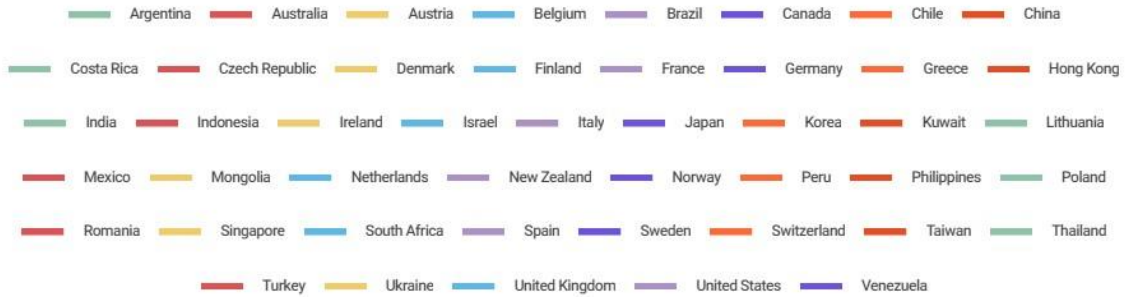 Argentina Australia Austria Belgium Brazil Canada Chile China
Costa Rica Czech Republic Denmark Finland France Germany Greece Hong Kong
India Indonesia Ireland Israel Italy Japan Korea Kuwait Lithuania
Mexico Mongolia Netherlands New Zealand Norway Peru Philippines Poland
Romania Singapore South Africa Spain Sweden Switzerland Taiwan Thailand
Turkey Ukraine United Kingdom United States Venezuela